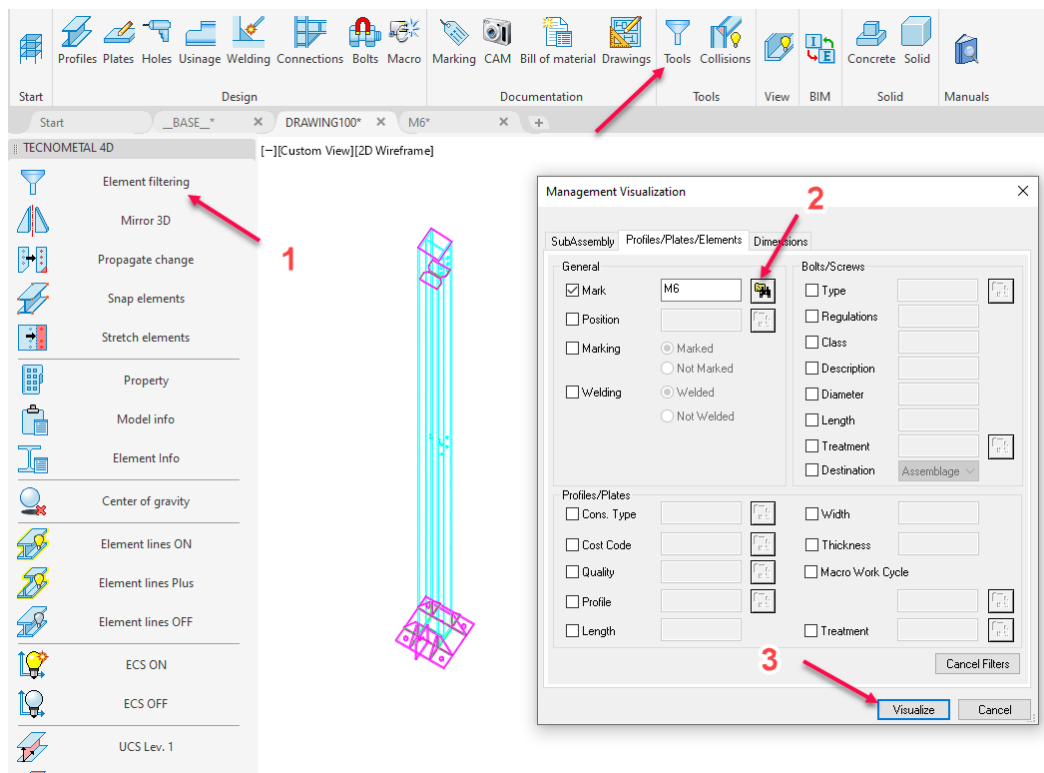 Profiles Plates Holes Usinage Welding Connections Bolts Macro Marking CAM Bill of material Drawings Tools Collisions Concrete Solid
Start Design Documentation Tools View BIM Solid Manuals
Start __BASE__* × DRAWING100* × M6* × +
TECNOMETAL 4D
[−][Custom View][2D Wireframe]
Element filtering
Mirror 3D
Propagate change
Snap elements
Stretch elements
Property
Model info
Element Info
Center of gravity
Element lines ON
Element lines Plus
Element lines OFF
ECS ON
ECS OFF
UCS Lev. 1
1
Management Visualization ×
2
SubAssembly Profiles/Plates/Elements Dimensions
General
Mark M6
Position
Marking Marked
Not Marked
Welding Welded
Not Welded
Bolts/Screws
Type
Regulations
Class
Description
Diameter
Length
Treatment
Destination Assemblage
Profiles/Plates
Cons. Type
Cost Code
Quality
Profile
Length
Width
Thickness
Macro Work Cycle
Treatment
3
Cancel Filters
Visualize Cancel